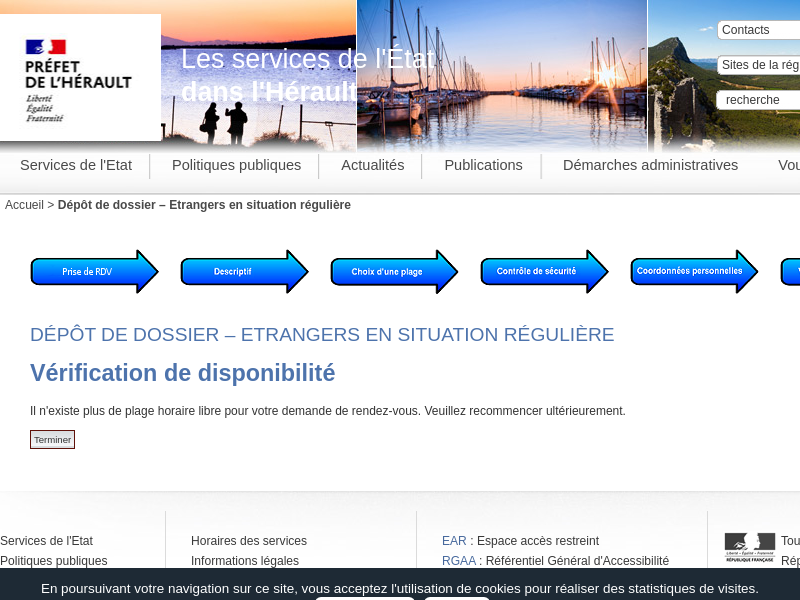 PRÉFET
DE L'HÉRAULT
Liberté
Égalité
Fraternité
Les services de l'État
dans l'Hérault
Contacts
Sites de la rég
recherche
Services de l'Etat
Politiques publiques
Actualités
Publications
Démarches administratives
Vou
Accueil > Dépôt de dossier – Etrangers en situation régulière
Prise de RDV
Descriptif
Choix d'une plage
Contrôle de sécurité
Coordonnées personnelles
DÉPÔT DE DOSSIER – ETRANGERS EN SITUATION RÉGULIÈRE
Vérification de disponibilité
Il n'existe plus de plage horaire libre pour votre demande de rendez-vous. Veuillez recommencer ultérieurement.
Terminer
Services de l'Etat
Horaires des services
EAR : Espace accès restreint
Tou
Politiques publiques
Informations légales
RGAA : Référentiel Général d'Accessibilité
Liberté • Égalité • Fraternité
RÉPUBLIQUE FRANÇAISE
Rép
En poursuivant votre navigation sur ce site, vous acceptez l'utilisation de cookies pour réaliser des statistiques de visites.